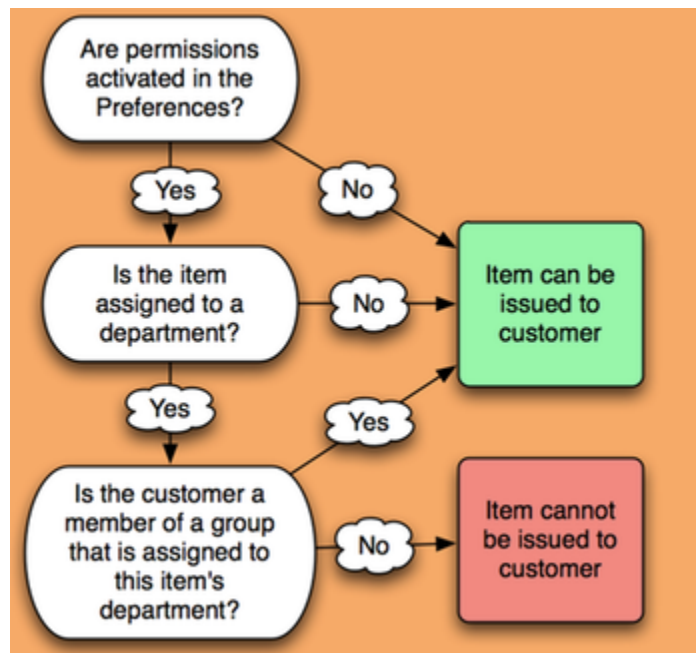 Are permissions
activated in the
Preferences?
Yes
No
Is the item
assigned to a
department?
No
Item can be
issued to
customer
Yes
Yes
Is the customer a
member of a group
that is assigned to
this item's
department?
No
Item cannot
be issued to
customer